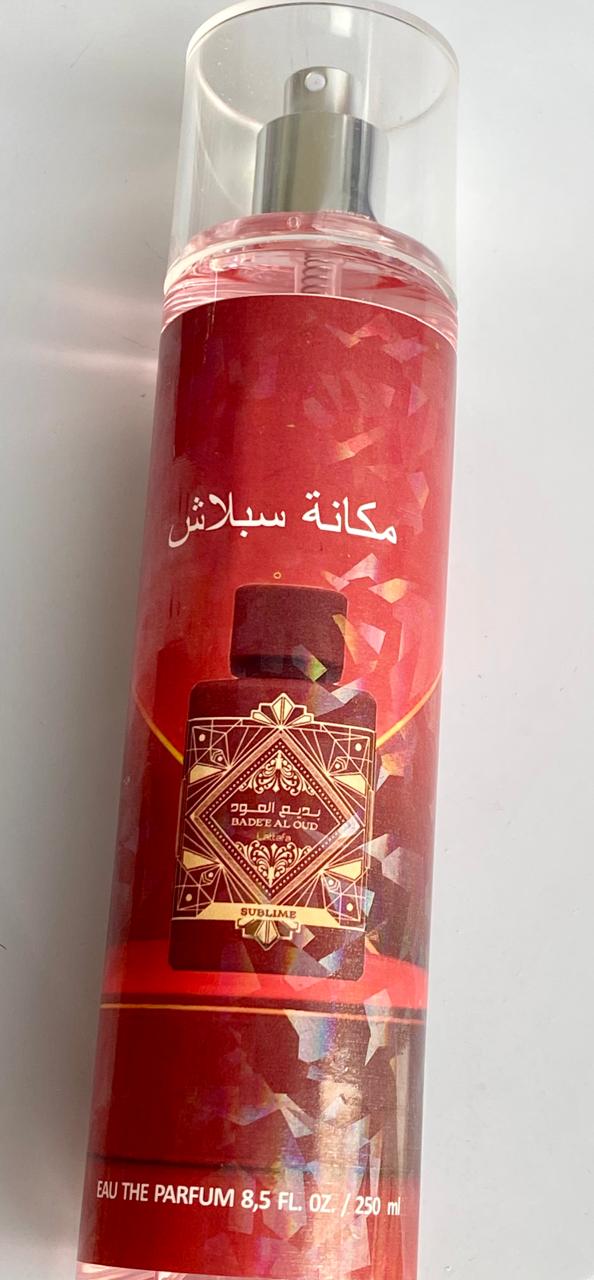 مكانة سبلاش
بديع العود
BADE'E AL OUD
Lattafa
SUBLIME
EAU THE PARFUM 8,5 FL. OZ. / 250 ml